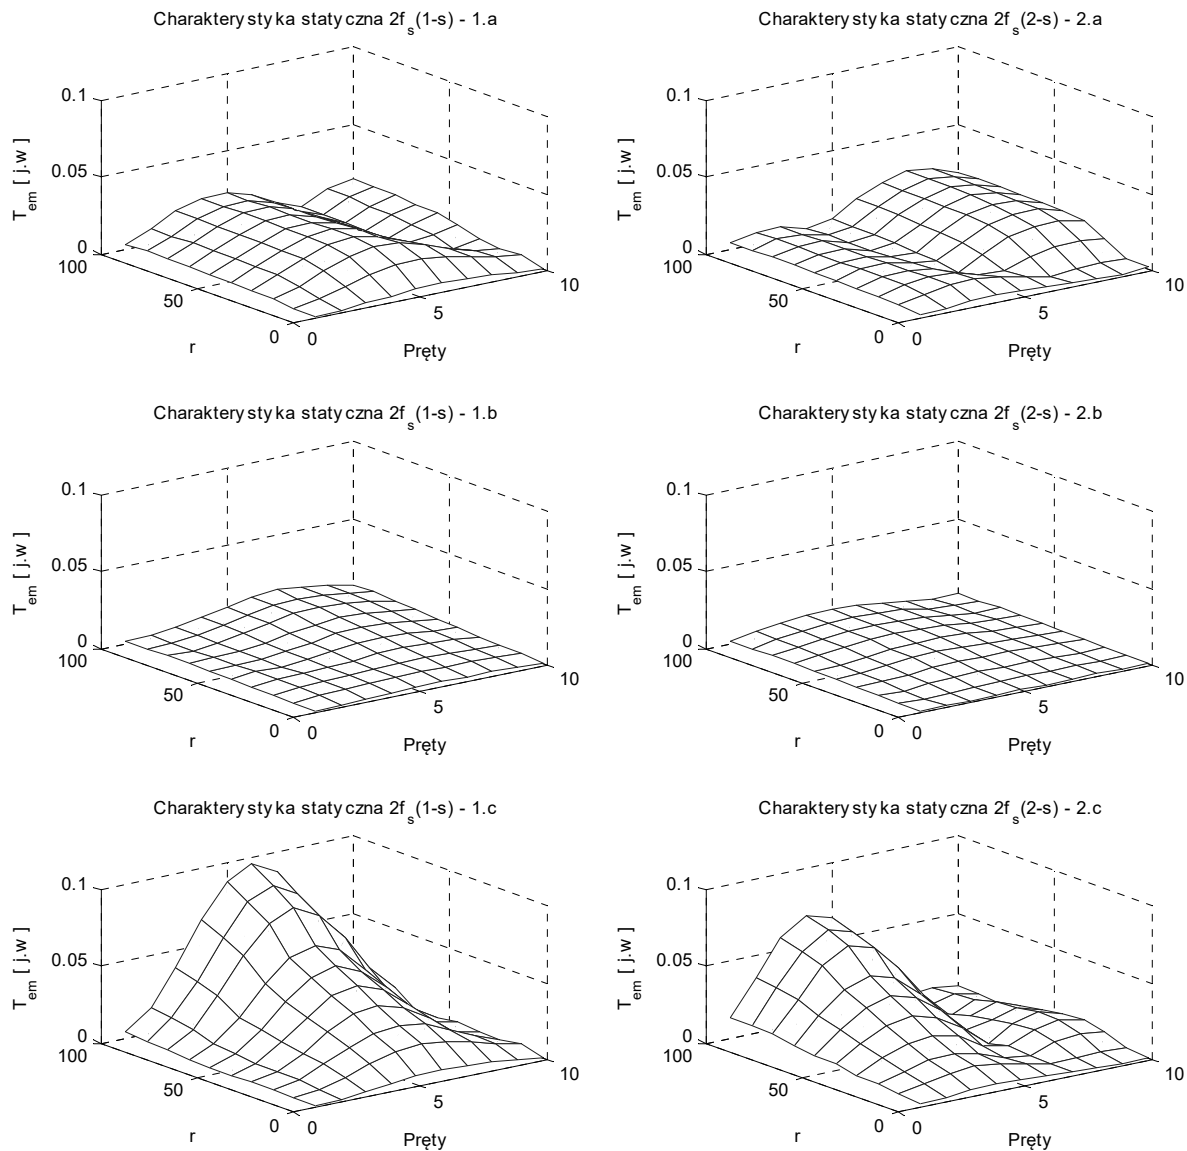 Charakterystyka statyczna 2fs(1-s) - 1.a
0.1
0.05
0
Tem [ j.w ]
100
50
0
r
0
5
10
Pręty
Charakterystyka statyczna 2fs(2-s) - 2.a
0.1
0.05
0
Tem [ j.w ]
100
50
0
r
0
5
10
Pręty
Charakterystyka statyczna 2fs(1-s) - 1.b
0.1
0.05
0
Tem [ j.w ]
100
50
0
r
0
5
10
Pręty
Charakterystyka statyczna 2fs(2-s) - 2.b
0.1
0.05
0
Tem [ j.w ]
100
50
0
r
0
5
10
Pręty
Charakterystyka statyczna 2fs(1-s) - 1.c
0.1
0.05
0
Tem [ j.w ]
100
50
0
r
0
5
10
Pręty
Charakterystyka statyczna 2fs(2-s) - 2.c
0.1
0.05
0
Tem [ j.w ]
100
50
0
r
0
5
10
Pręty